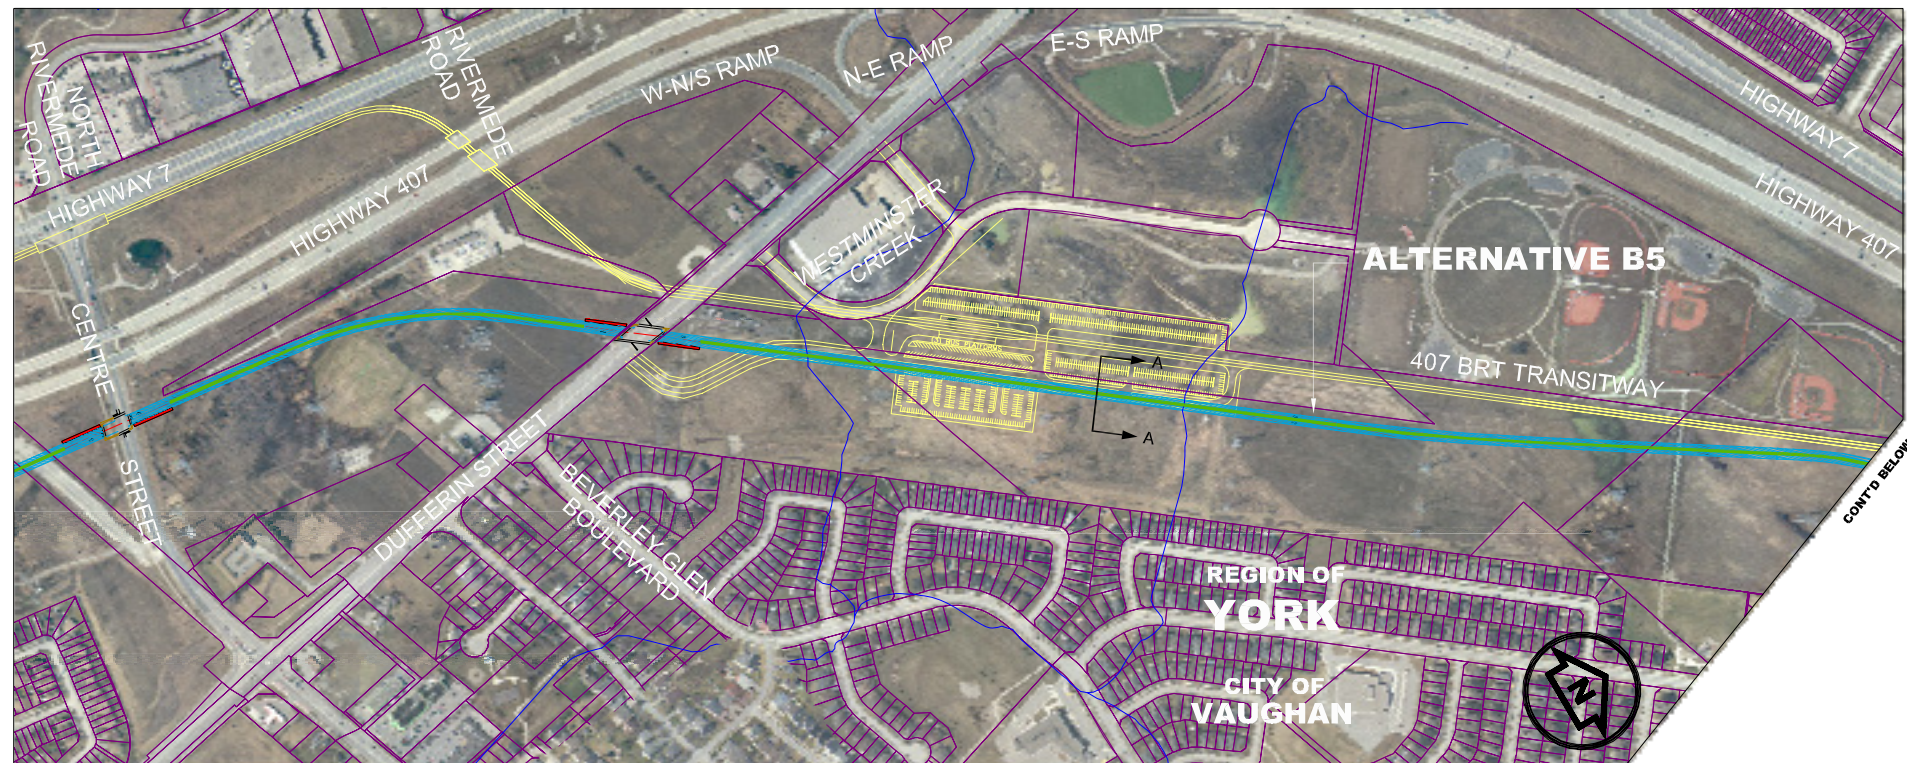 RIVERMEDE
ROAD
NORTH
RIVERMEDE
ROAD
W-N/S RAMP
N-E RAMP
E-S RAMP
HIGHWAY 7
HIGHWAY 407
HIGHWAY 7
HIGHWAY 407
WESTMINSTER
CREEK
ALTERNATIVE B5
CENTRE
STREET
BUS PLATFORM
A
A
407 BRT TRANSITWAY
CONT'D BELOW
DUFFERIN STREET
BEVERLEY GLEN
BOULEVARD
REGION OF
YORK
CITY OF
VAUGHAN
N